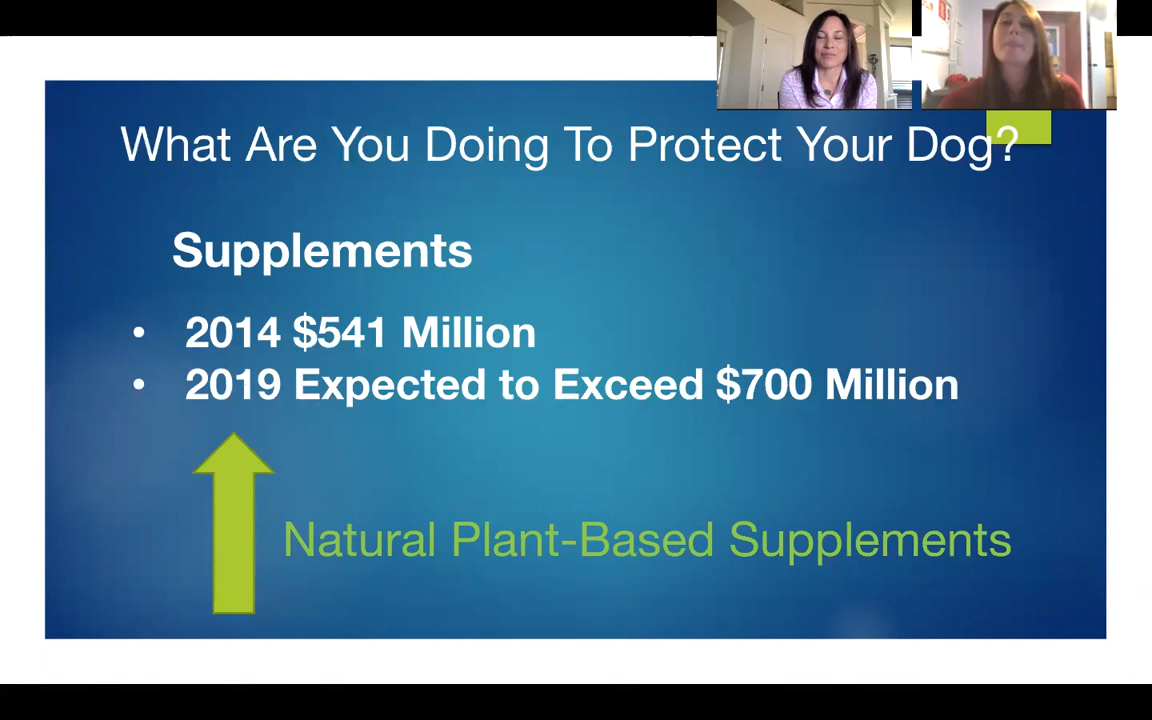 What Are You Doing To Protect Your Dog?
Supplements
• 2014 $541 Million
• 2019 Expected to Exceed $700 Million
Natural Plant-Based Supplements